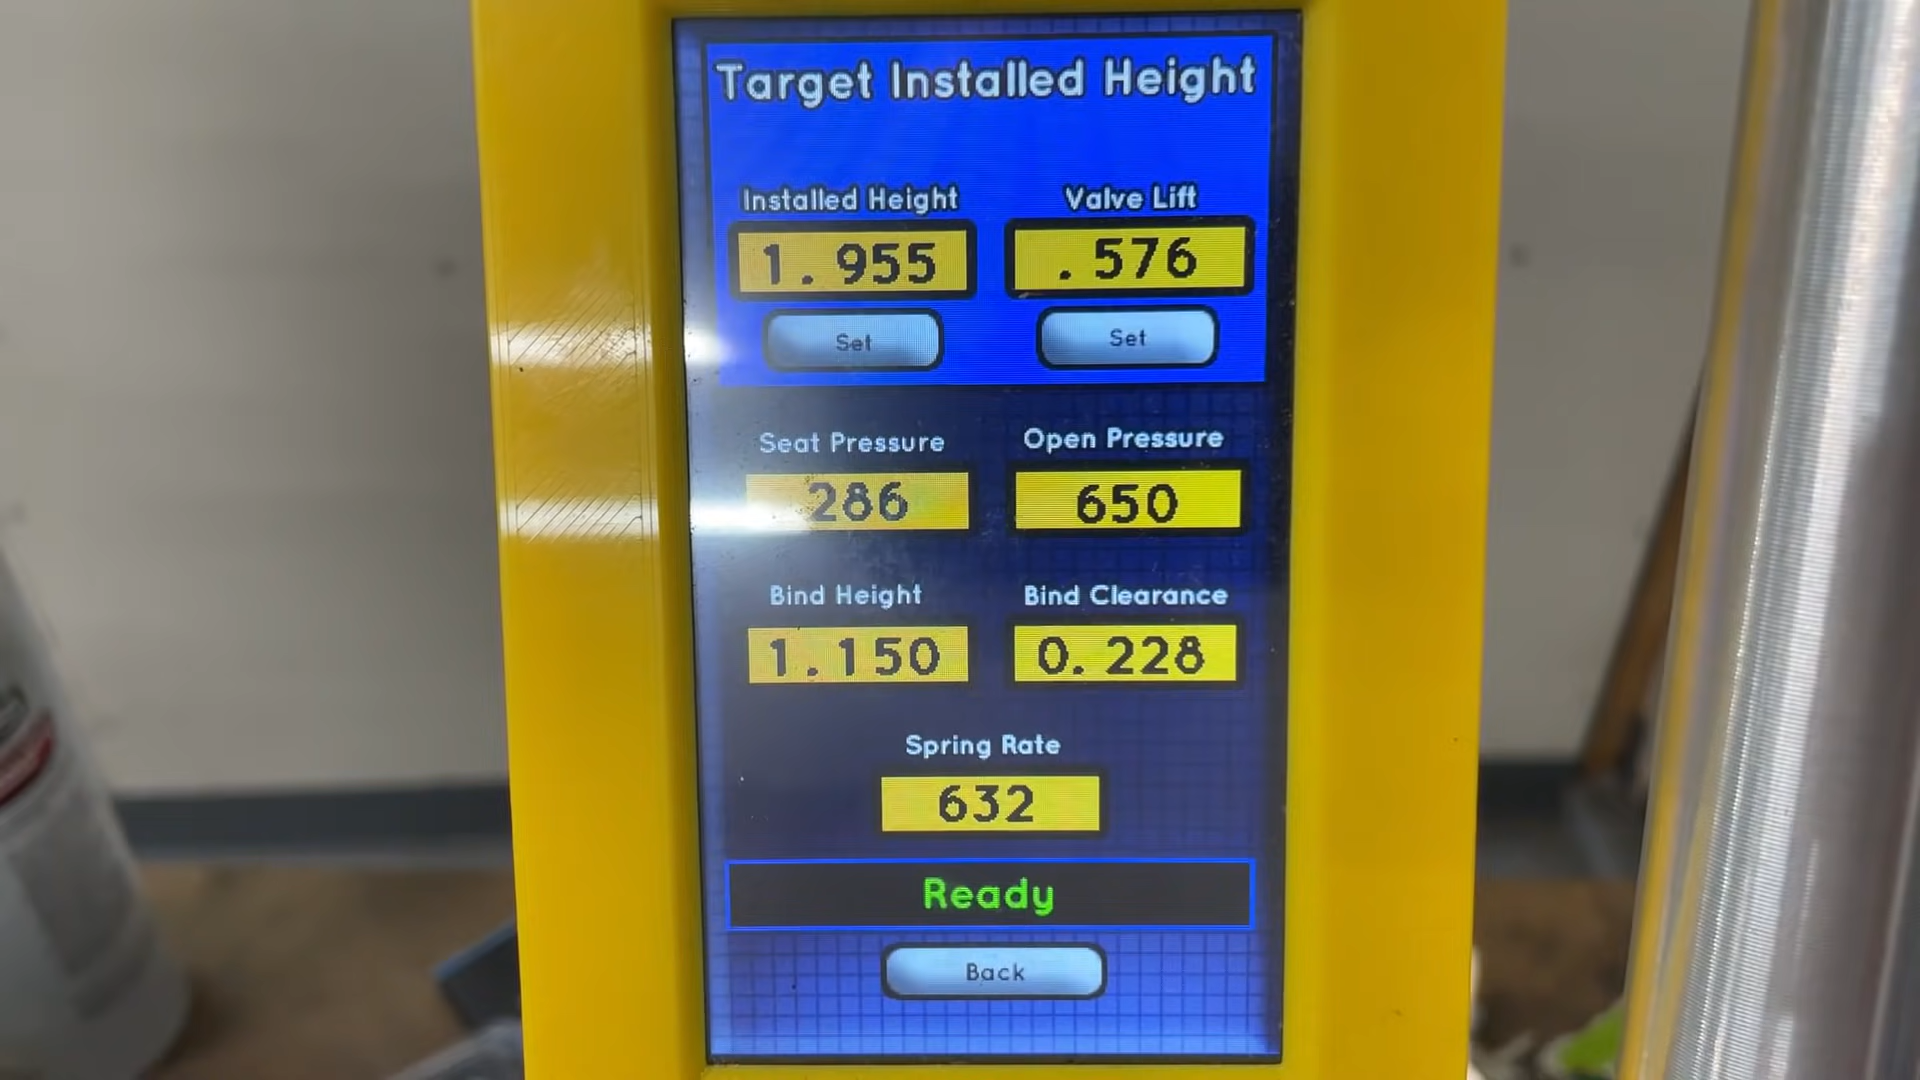 Target Installed Height
Installed Height Valve Lift
1.955 .576
Set Set
Seat Pressure Open Pressure
286 650
Bind Height Bind Clearance
1.150 0.228
Spring Rate
632
Ready
Back